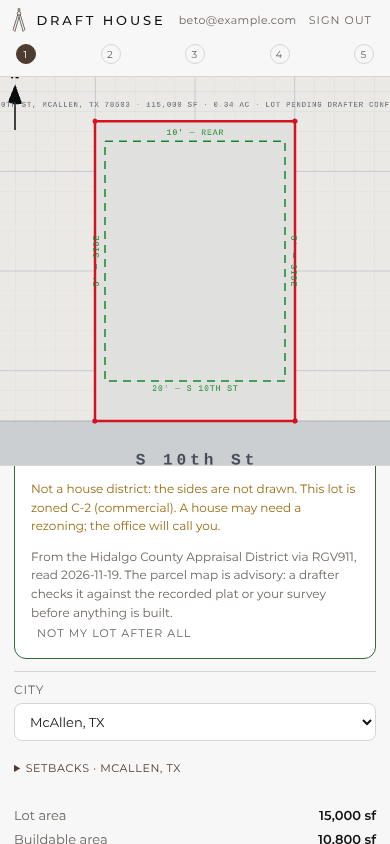 DRAFT HOUSE
beto@example.com
SIGN OUT
1
2
3
4
5
ST, MCALLEN, TX 78503 · ±15,000 SF · 0.34 AC · LOT PENDING DRAFTER CONF
10' — REAR
SIDE
SIDE
20' — S 10TH ST
S 10th St
Not a house district: the sides are not drawn. This lot is
zoned C-2 (commercial). A house may need a
rezoning; the office will call you.
From the Hidalgo County Appraisal District via RGV911,
read 2026-11-19. The parcel map is advisory: a drafter
checks it against the recorded plat or your survey
before anything is built.
NOT MY LOT AFTER ALL
CITY
McAllen, TX
SETBACKS · MCALLEN, TX
Lot area 15,000 sf
Buildable area 10,800 sf